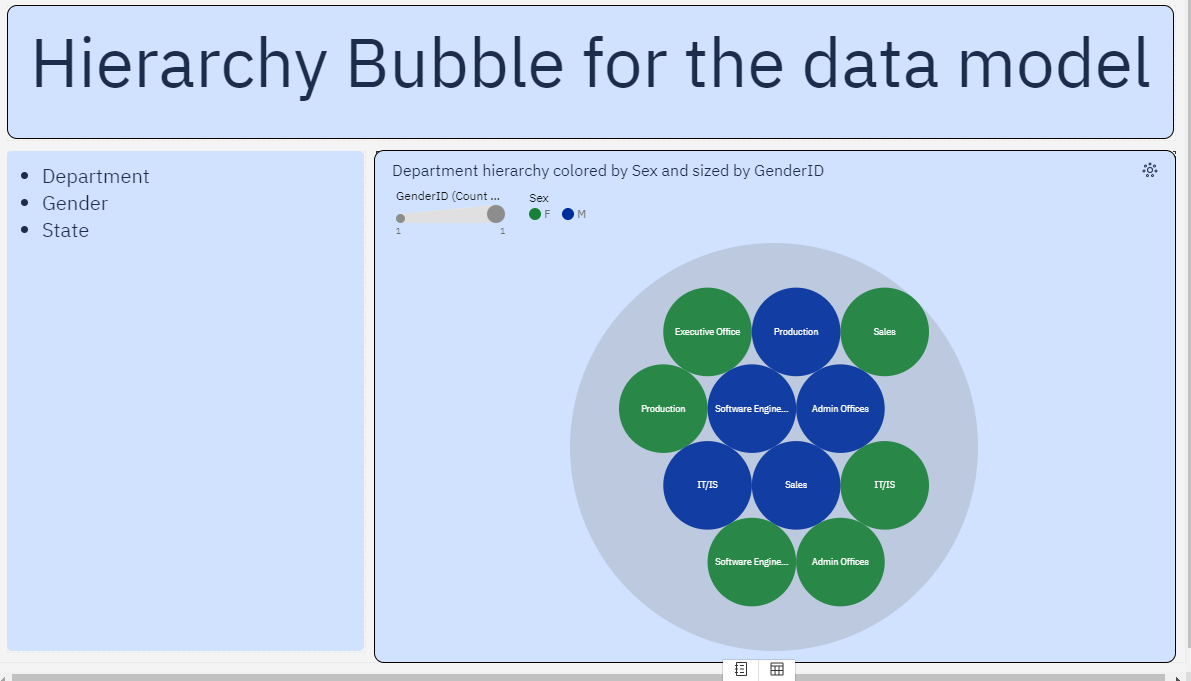 Hierarchy Bubble for the data model
Department
Gender
State
Department hierarchy colored by Sex and sized by GenderID
GenderID (Count ...
1 1
Sex
F M
Executive Office Production Sales
Production Software Engine... Admin Offices
IT/IS Sales IT/IS
Software Engine... Admin Offices